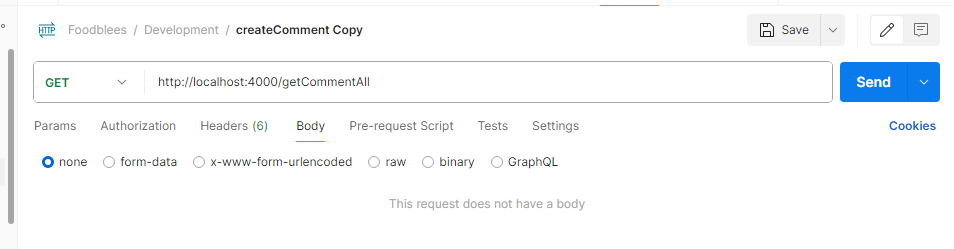 HTTP Foodblees / Development / createComment Copy Save
GET http://localhost:4000/getCommentAll Send
Params Authorization Headers (6) Body Pre-request Script Tests Settings Cookies
none form-data x-www-form-urlencoded raw binary GraphQL
This request does not have a body